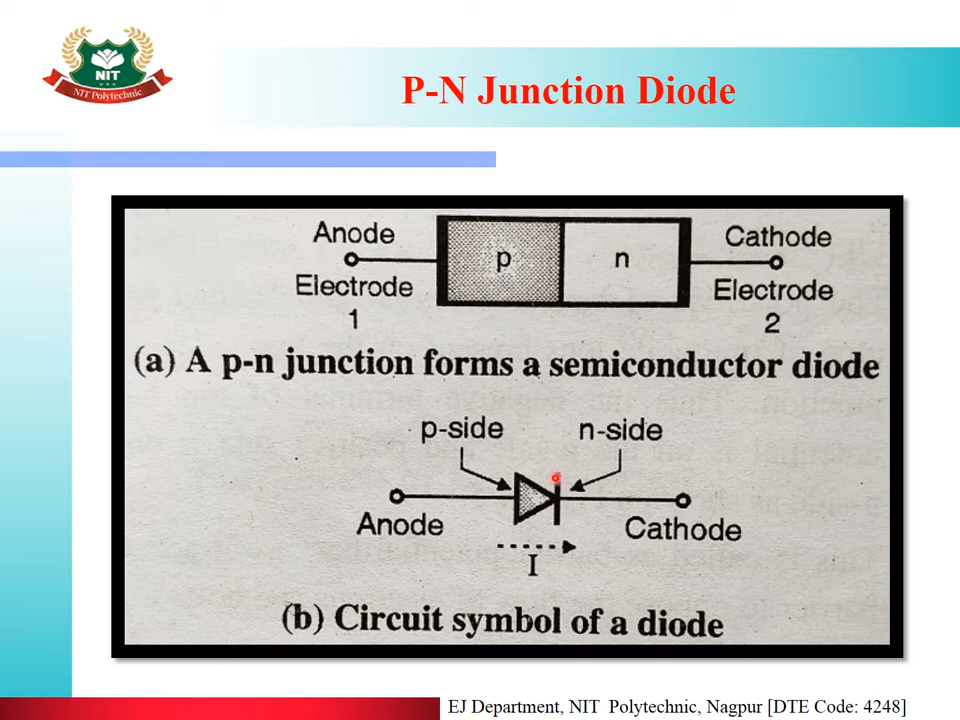 NIT
NIT Polytechnic
P-N Junction Diode
Anode
Cathode
p
n
Electrode
Electrode
1
2
(a) A p-n junction forms a semiconductor diode
p-side
n-side
Anode
Cathode
I
(b) Circuit symbol of a diode
EJ Department, NIT Polytechnic, Nagpur [DTE Code: 4248]